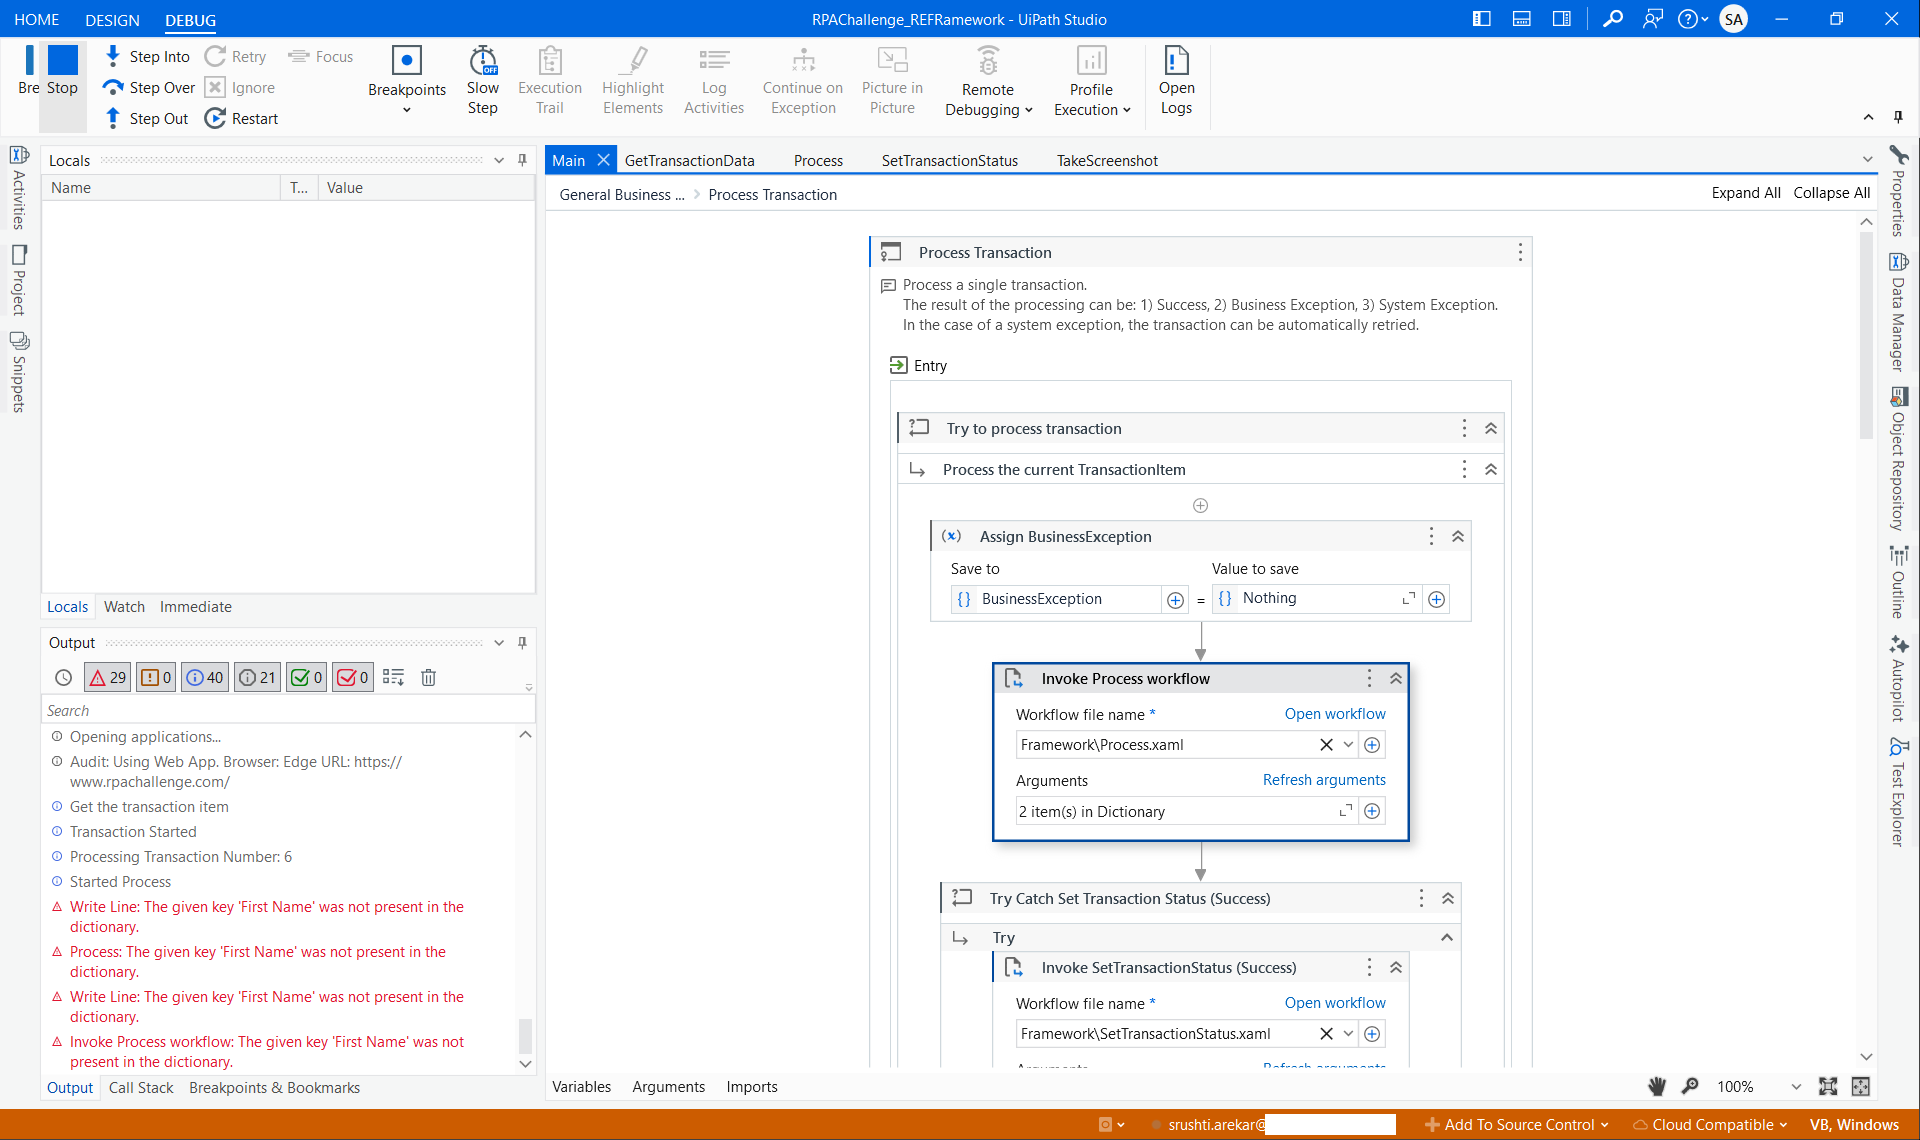 HOME DESIGN DEBUG
RPAChallenge_REFRamework - UiPath Studio
SA
Bre Stop
Step Into
Step Over
Step Out
Retry
Ignore
Restart
Focus
Breakpoints
Slow Step
OFF
Execution Trail
Highlight Elements
Log Activities
Continue on Exception
Picture in Picture
Remote Debugging
Profile Execution
Open Logs
Activities
Project
Snippets
Locals
Name T... Value
Locals Watch Immediate
Output
29 0 40 21 0 0
Search
Opening applications...
Audit: Using Web App. Browser: Edge URL: https://
www.rpachallenge.com/
Get the transaction item
Transaction Started
Processing Transaction Number: 6
Started Process
Write Line: The given key 'First Name' was not present in the
dictionary.
Process: The given key 'First Name' was not present in the
dictionary.
Write Line: The given key 'First Name' was not present in the
dictionary.
Invoke Process workflow: The given key 'First Name' was not
present in the dictionary.
Output Call Stack Breakpoints & Bookmarks
Main GetTransactionData Process SetTransactionStatus TakeScreenshot
General Business ... Process Transaction
Expand All Collapse All
Process Transaction
Process a single transaction.
The result of the processing can be: 1) Success, 2) Business Exception, 3) System Exception.
In the case of a system exception, the transaction can be automatically retried.
Entry
Try to process transaction
Process the current TransactionItem
(x) Assign BusinessException
Save to Value to save
{} BusinessException = {} Nothing
Invoke Process workflow
Workflow file name * Open workflow
Framework\Process.xaml
Arguments Refresh arguments
2 item(s) in Dictionary
Try Catch Set Transaction Status (Success)
Try
Invoke SetTransactionStatus (Success)
Workflow file name * Open workflow
Framework\SetTransactionStatus.xaml
Arguments Refresh arguments
Variables Arguments Imports
100%
Properties
Data Manager
Object Repository
Outline
Autopilot
Test Explorer
srushti.arekar@
Add To Source Control
Cloud Compatible
VB, Windows